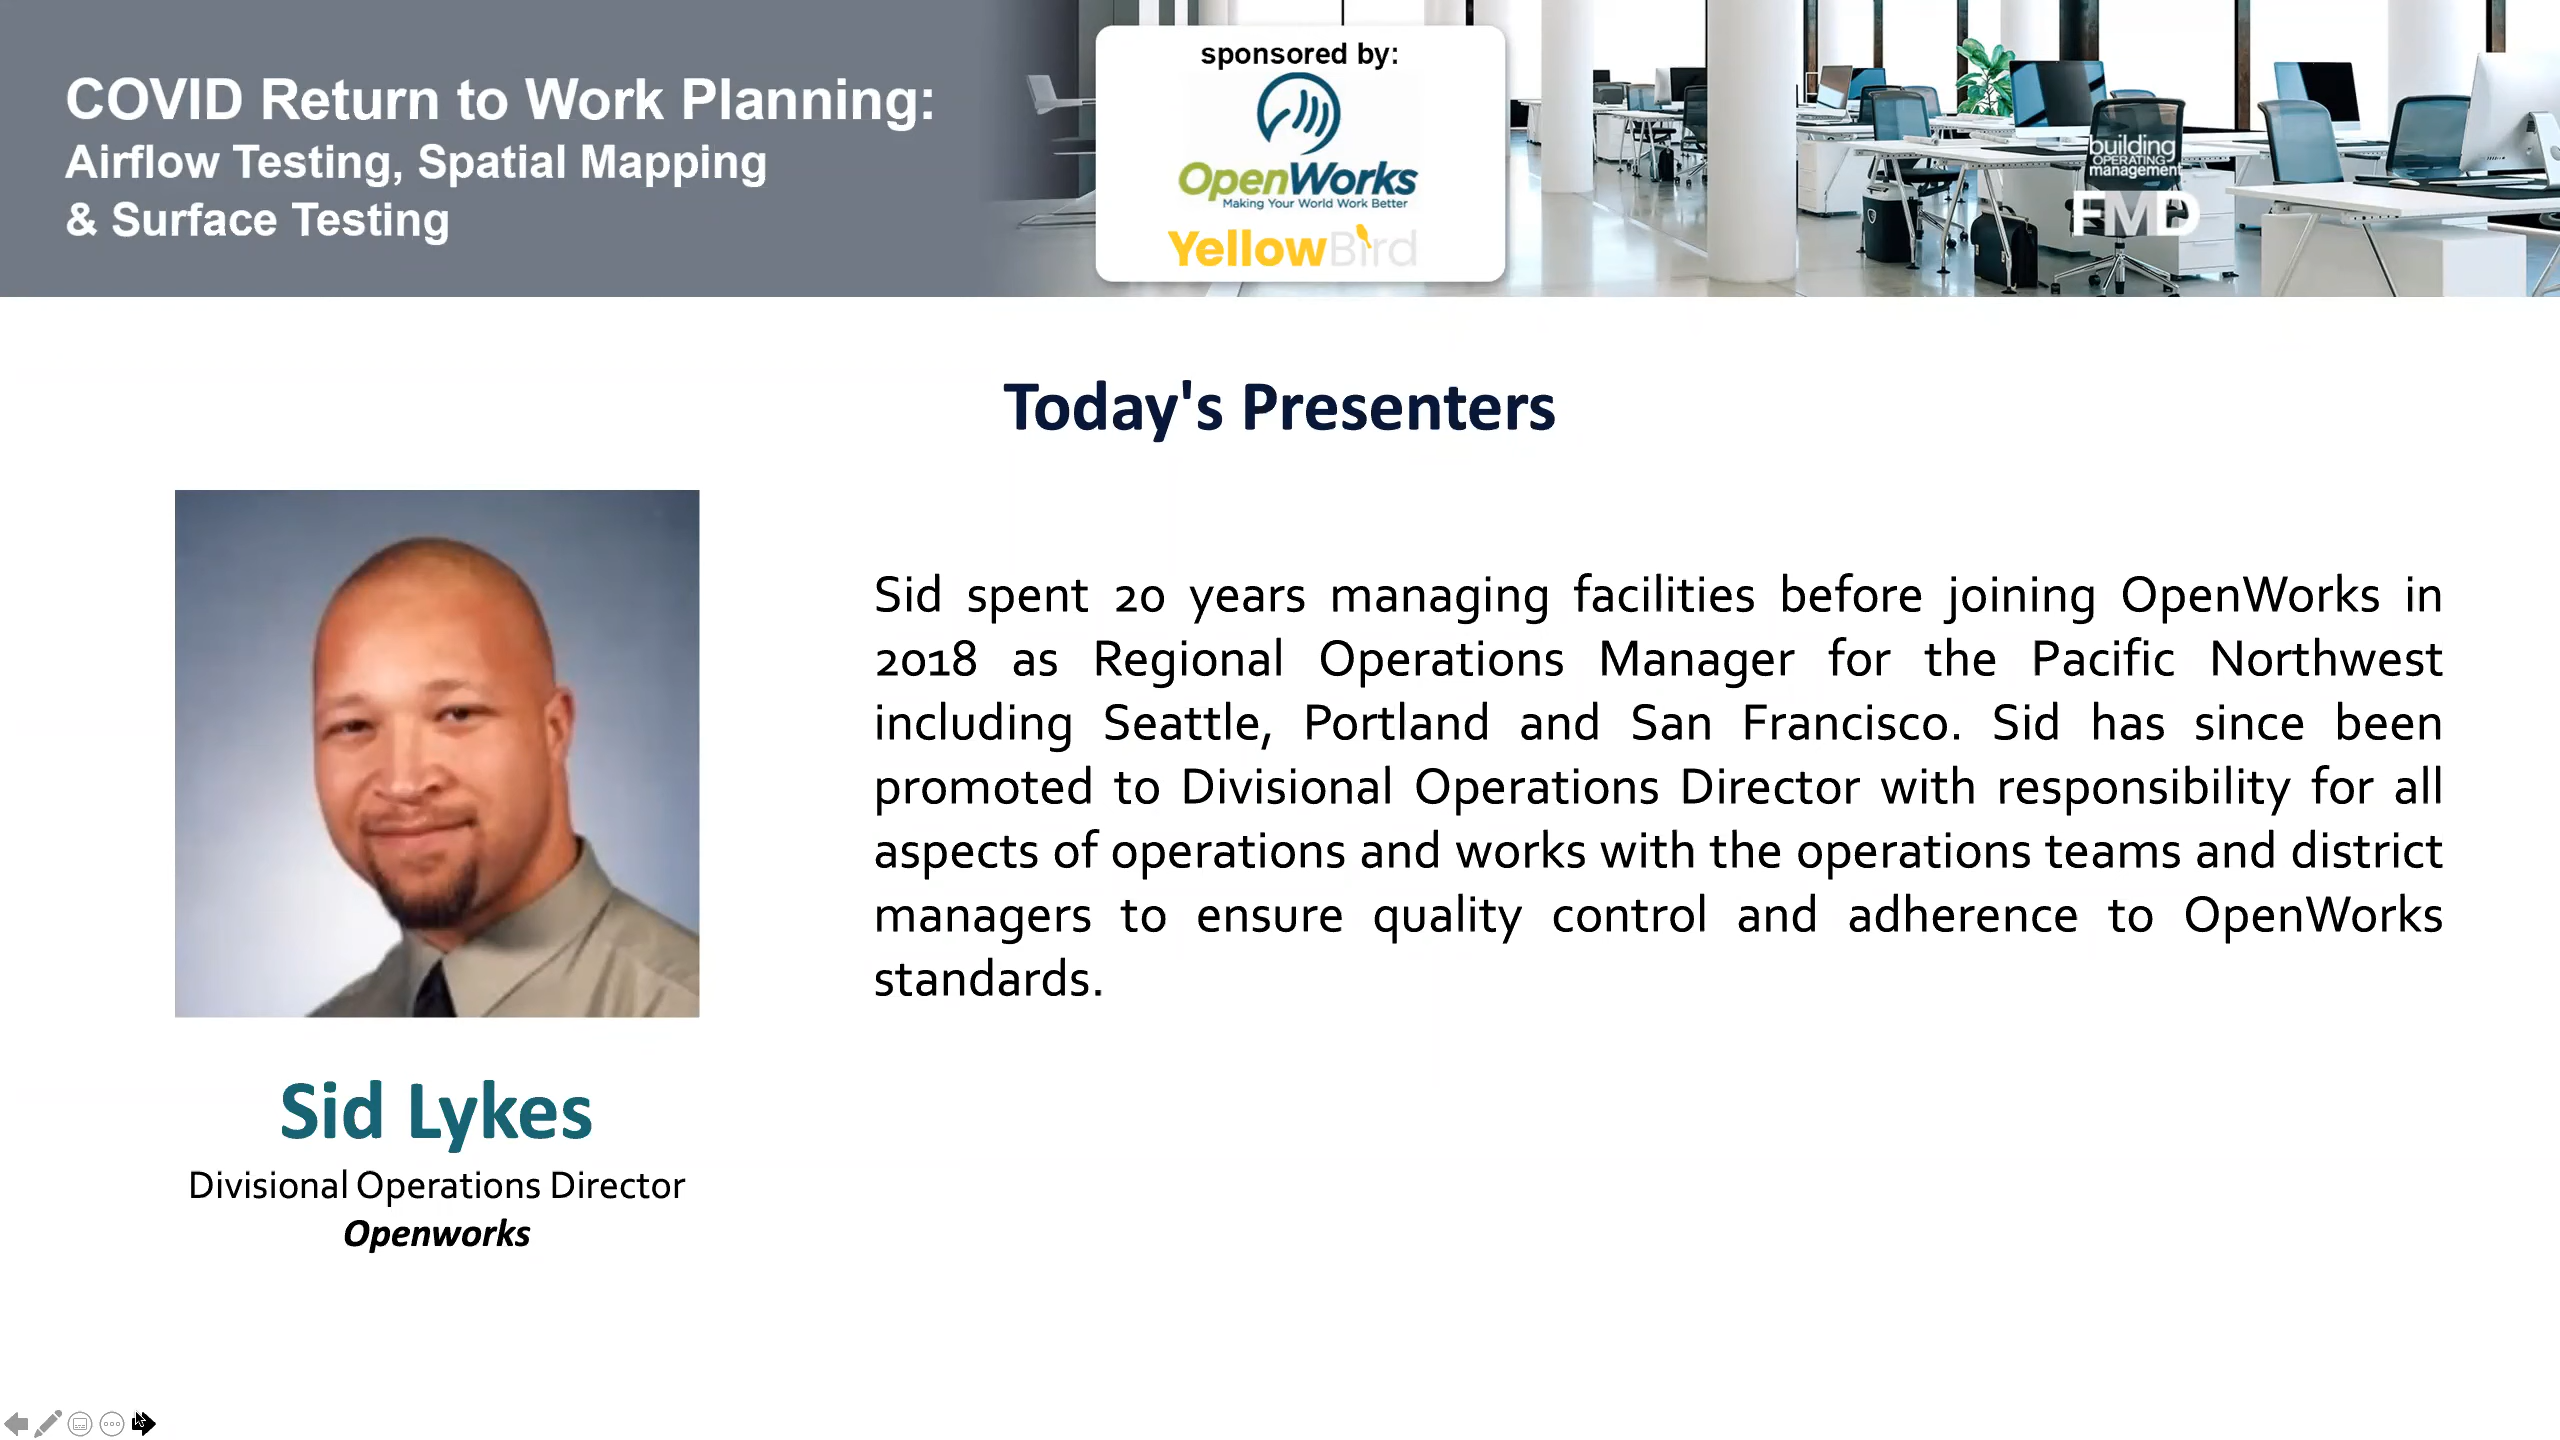 COVID Return to Work Planning:
Airflow Testing, Spatial Mapping
& Surface Testing
sponsored by:
OpenWorks
Making Your World Work Better
YellowBird
building
OPERATING
management
FMD
Today's Presenters
Sid spent 20 years managing facilities before joining OpenWorks in
2018 as Regional Operations Manager for the Pacific Northwest
including Seattle, Portland and San Francisco. Sid has since been
promoted to Divisional Operations Director with responsibility for all
aspects of operations and works with the operations teams and district
managers to ensure quality control and adherence to OpenWorks
standards.
Sid Lykes
Divisional Operations Director
Openworks